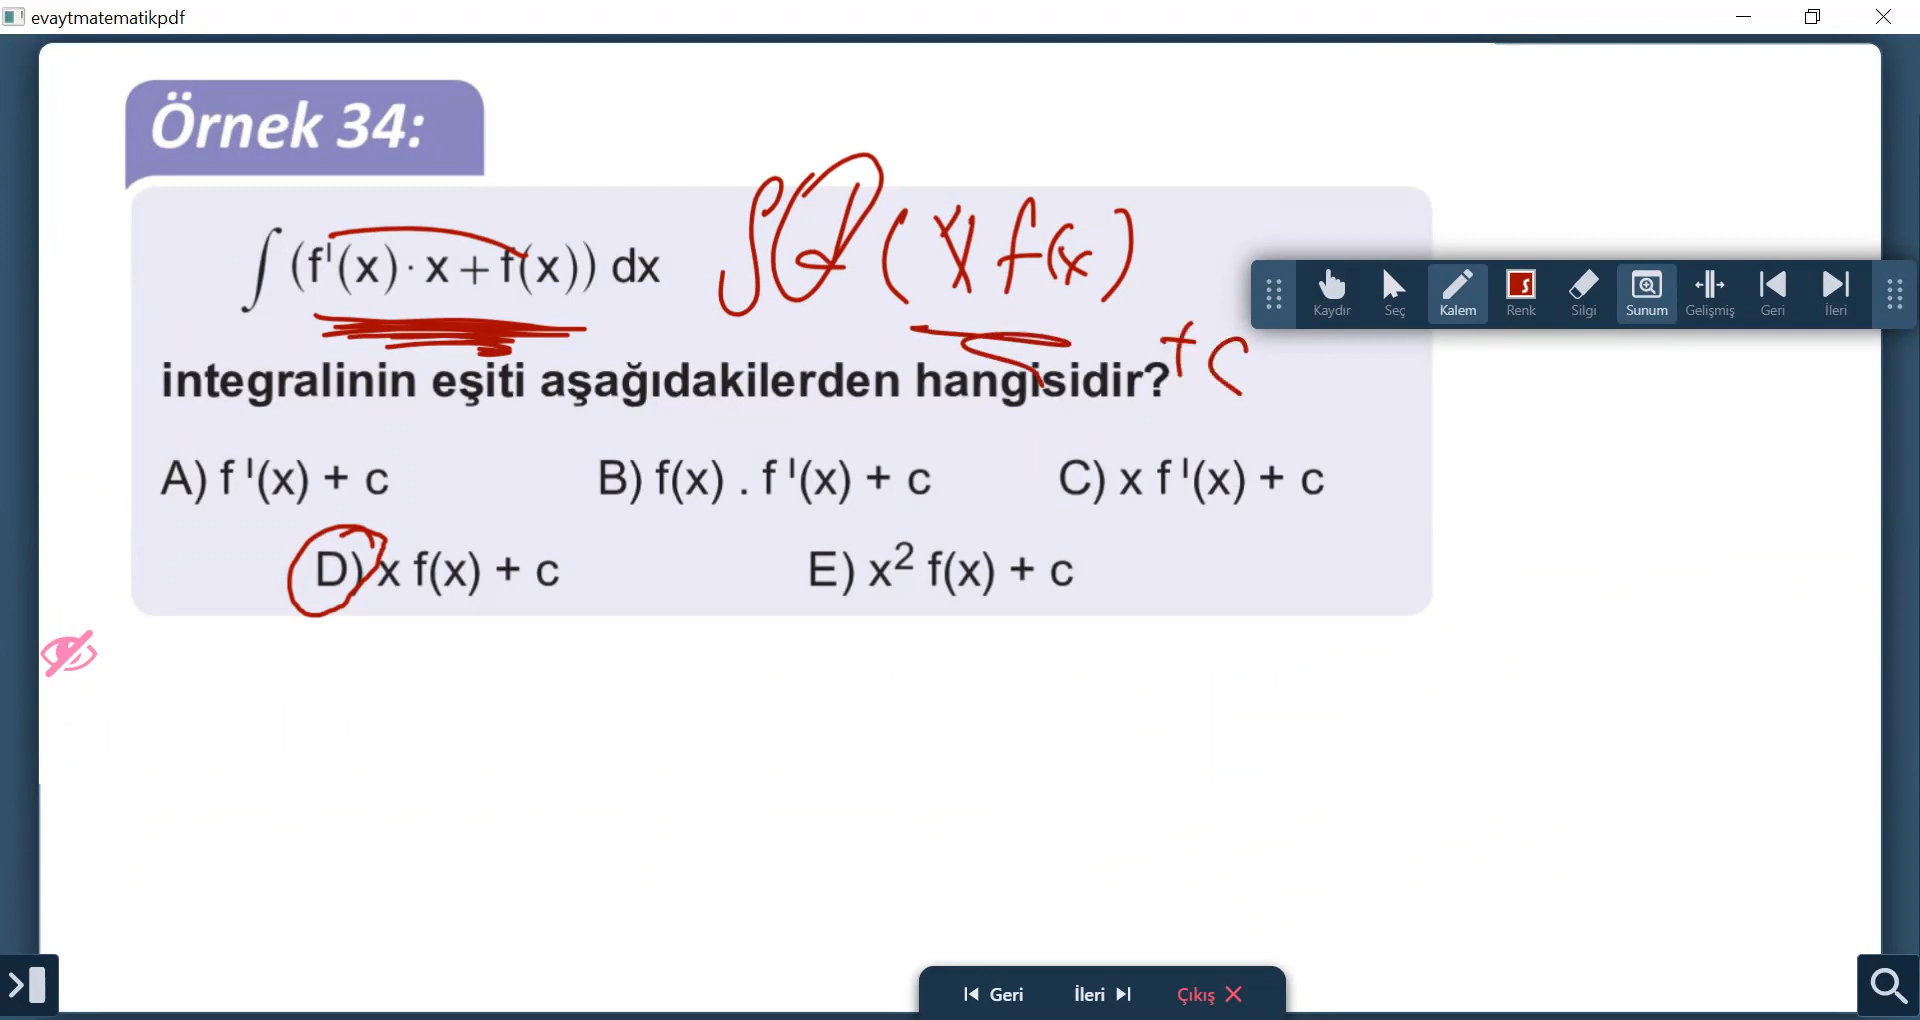 evaytmatematikpdf
Örnek 34:
∫ (f'(x) · x + f(x)) dx
∫ d (x f(x)) + c
integralinin eşiti aşağıdakilerden hangisidir?
A) f '(x) + c B) f(x) . f '(x) + c C) x f '(x) + c
D) x f(x) + c E) x² f(x) + c
Kaydır Seç Kalem Renk Silgi Sunum Gelişmiş Geri İleri
Geri İleri Çıkış